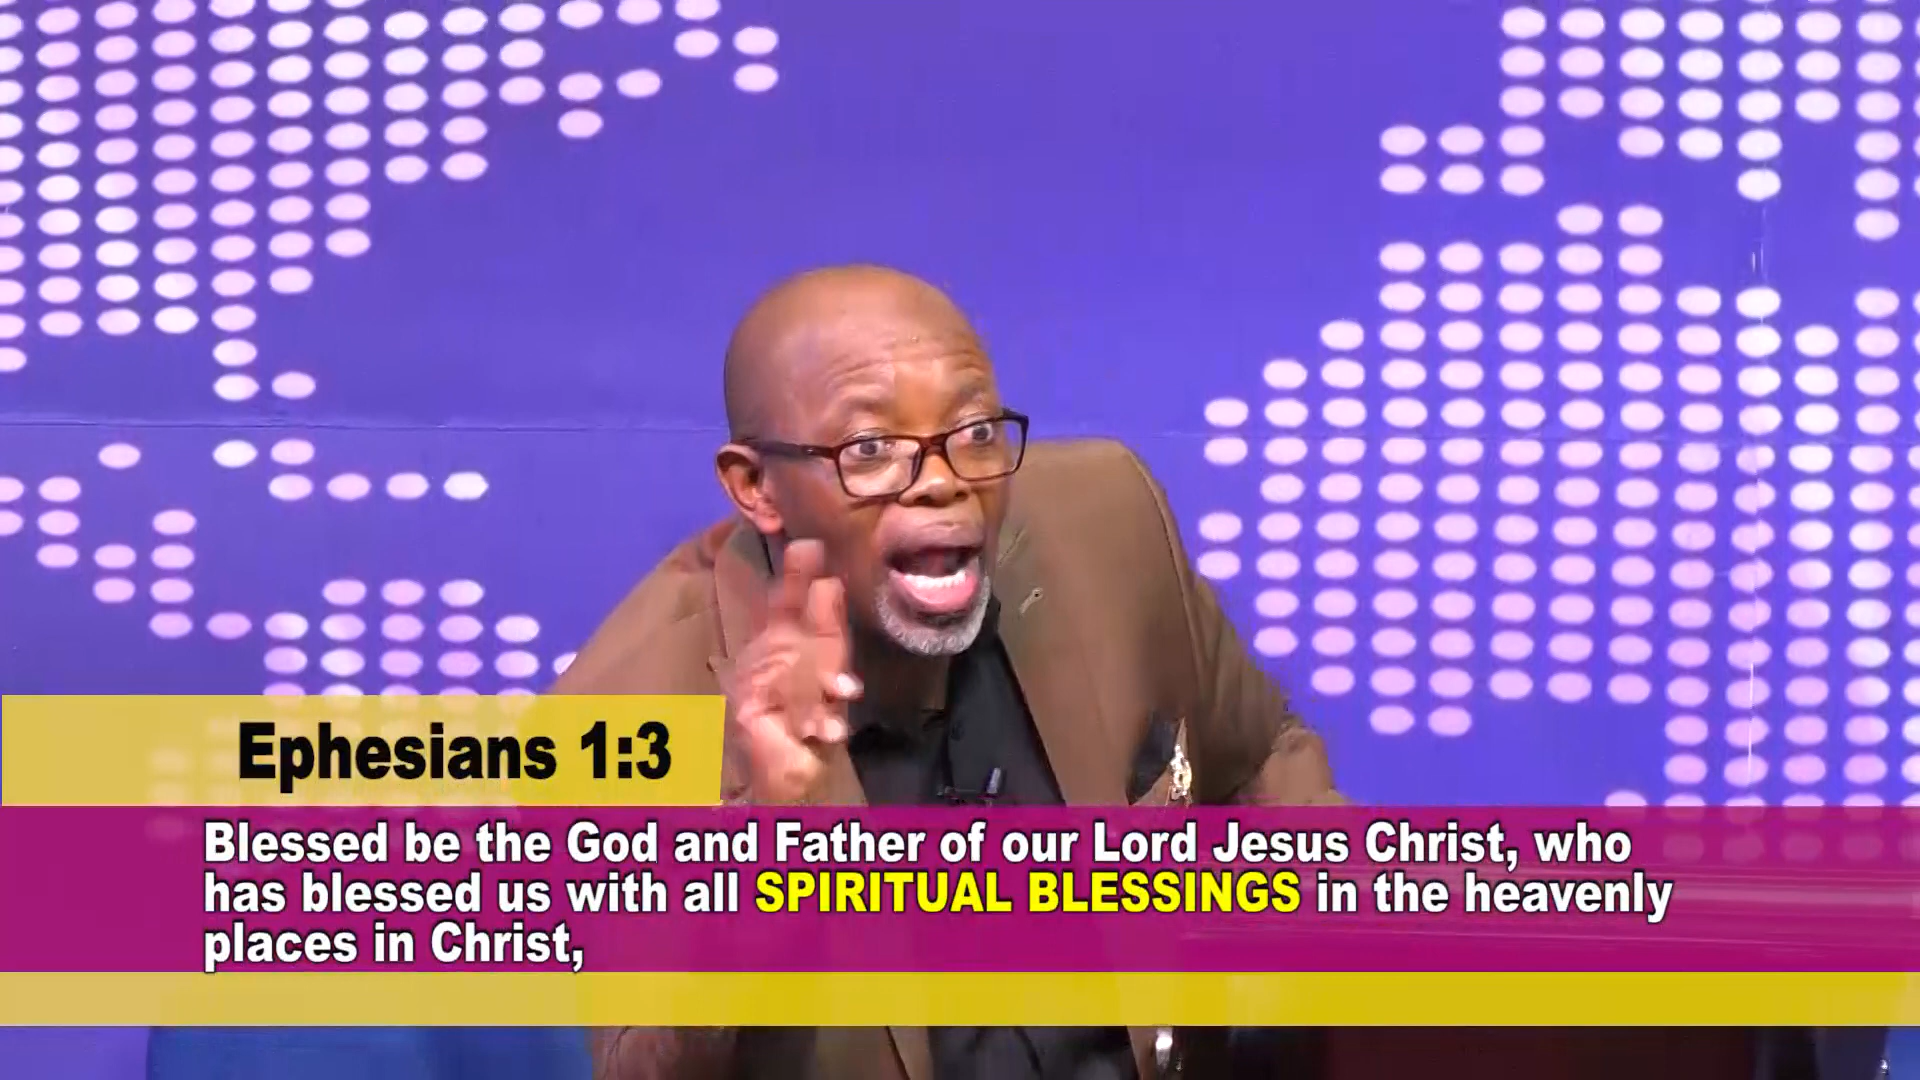 Ephesians 1:3
Blessed be the God and Father of our Lord Jesus Christ, who
has blessed us with all SPIRITUAL BLESSINGS in the heavenly
places in Christ,